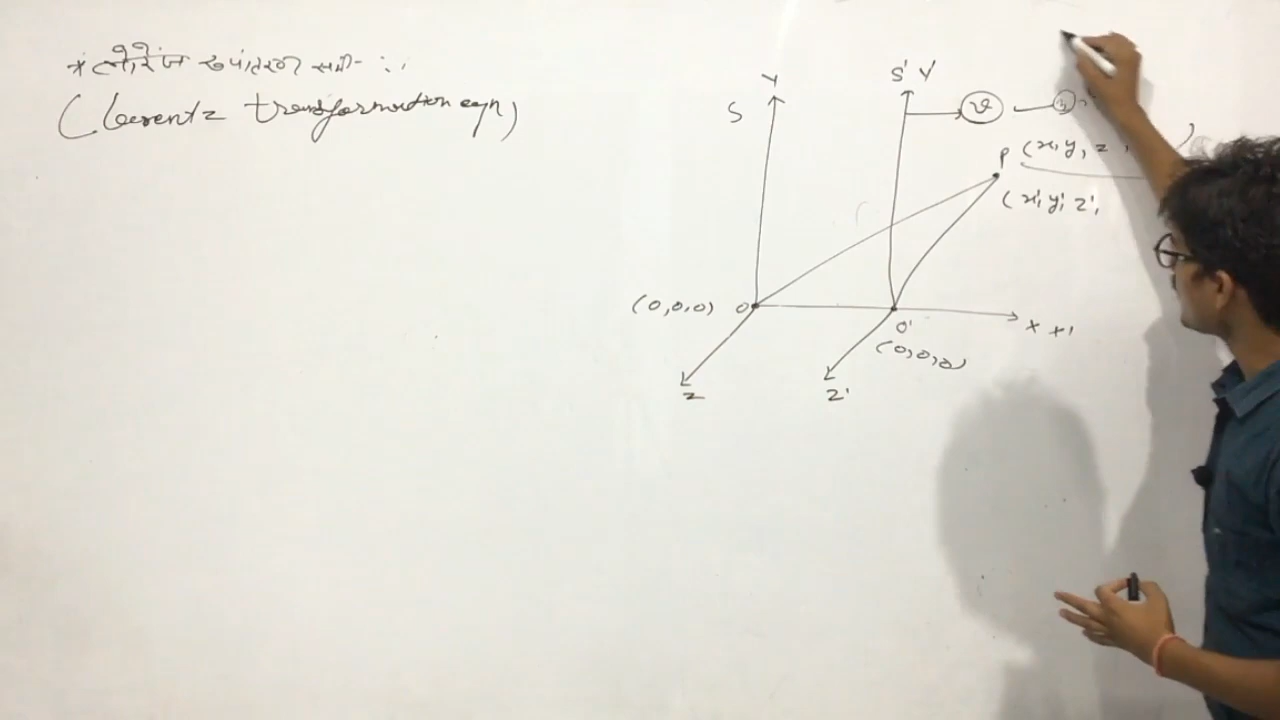 * लॉरेंज रूपांतरण समी- :.
(Lorentz transformation eqn)
Y
S
S' Y'
v
P (x, y, z,
(x', y', z',
(0,0,0) O
O'
(0,0,0)
X X'
Z
Z'